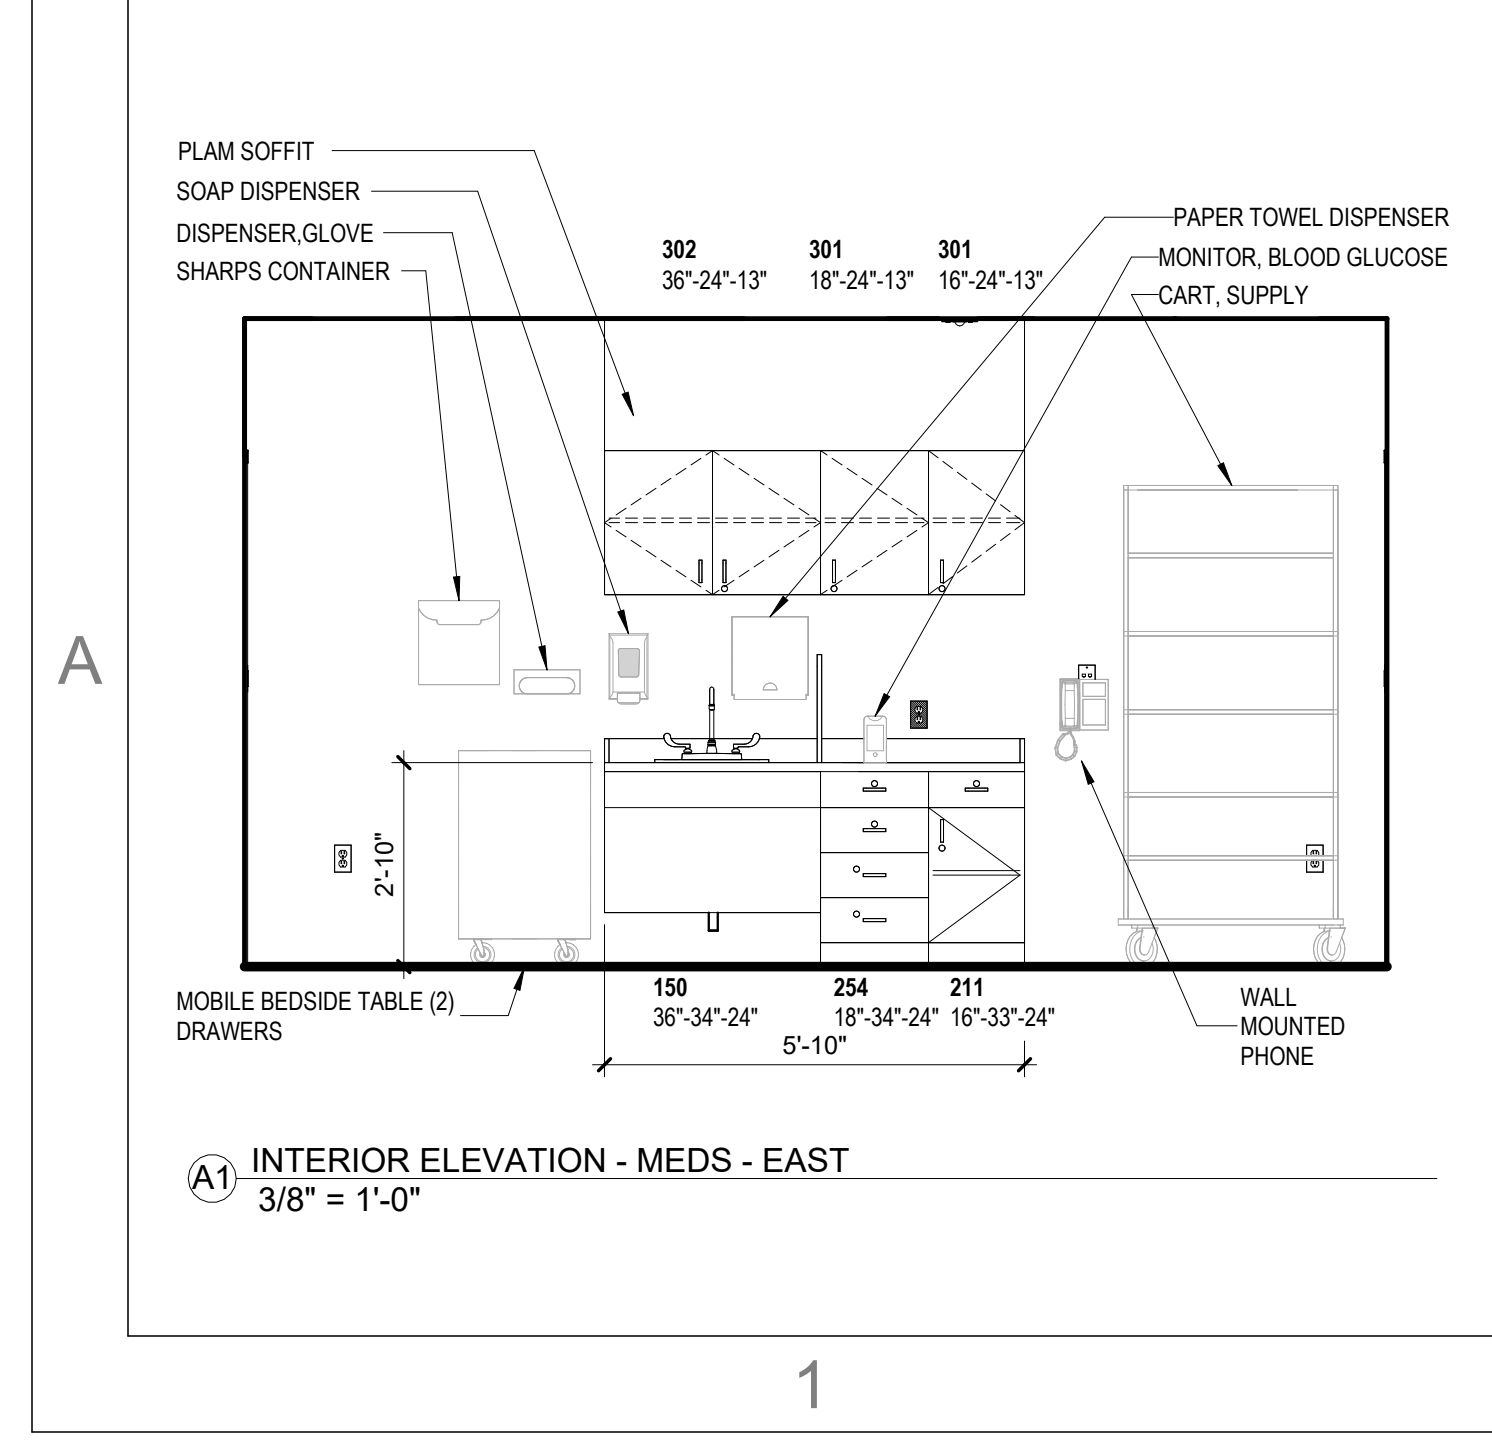 PLAM SOFFIT
SOAP DISPENSER
DISPENSER,GLOVE
SHARPS CONTAINER
302
36"-24"-13"
301
18"-24"-13"
301
16"-24"-13"
PAPER TOWEL DISPENSER
MONITOR, BLOOD GLUCOSE
CART, SUPPLY
A
2'-10"
MOBILE BEDSIDE TABLE (2)
DRAWERS
150
36"-34"-24"
254
18"-34"-24"
211
16"-33"-24"
5'-10"
WALL
MOUNTED
PHONE
A1
INTERIOR ELEVATION - MEDS - EAST
3/8" = 1'-0"
1